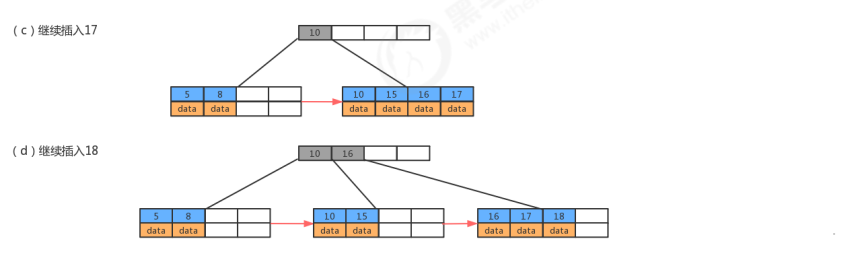 (c)继续插入17
10
5 8 10 15 16 17
data data data data data data
(d)继续插入18
10 16
5 8 10 15 16 17 18
data data data data data data data